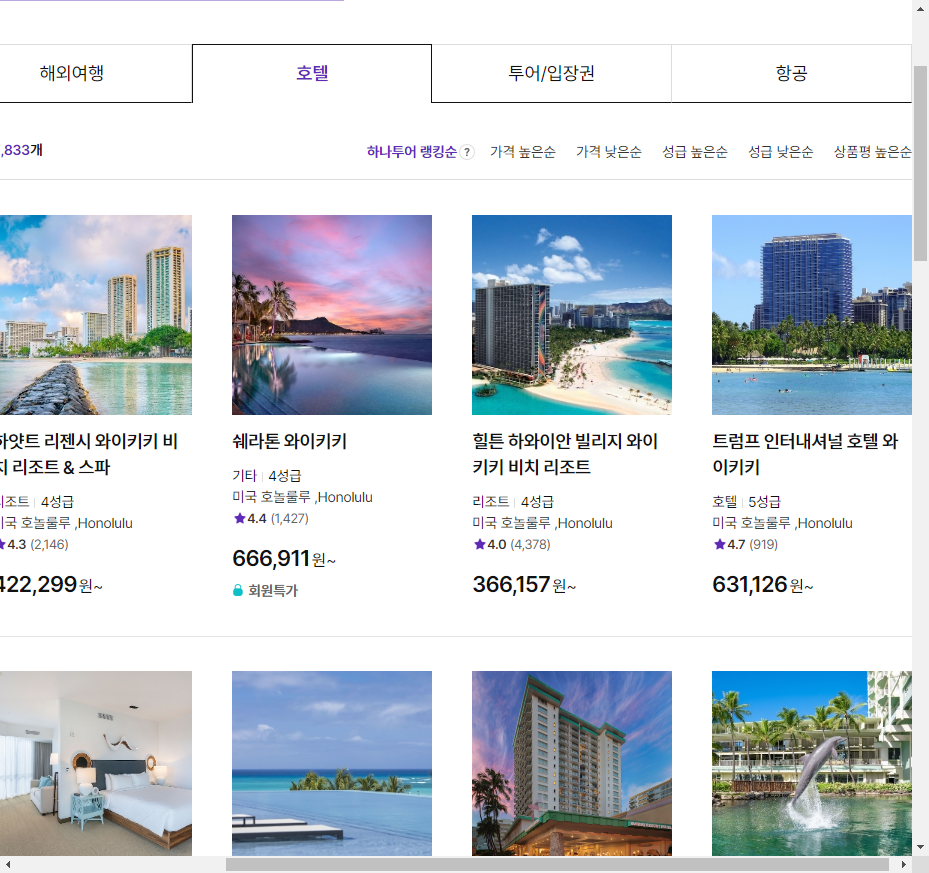 해외여행
호텔
투어/입장권
항공
,833개
하나투어 랭킹순 ?
가격 높은순
가격 낮은순
성급 높은순
성급 낮은순
상품평 높은순
하얏트 리젠시 와이키키 비
치 리조트 & 스파
리조트 | 4성급
미국 호놀룰루 ,Honolulu
★4.3 (2,146)
422,299원~
쉐라톤 와이키키
기타 | 4성급
미국 호놀룰루 ,Honolulu
★4.4 (1,427)
666,911원~
회원특가
힐튼 하와이안 빌리지 와이
키키 비치 리조트
리조트 | 4성급
미국 호놀룰루 ,Honolulu
★4.0 (4,378)
366,157원~
트럼프 인터내셔널 호텔 와
이키키
호텔 | 5성급
미국 호놀룰루 ,Honolulu
★4.7 (919)
631,126원~